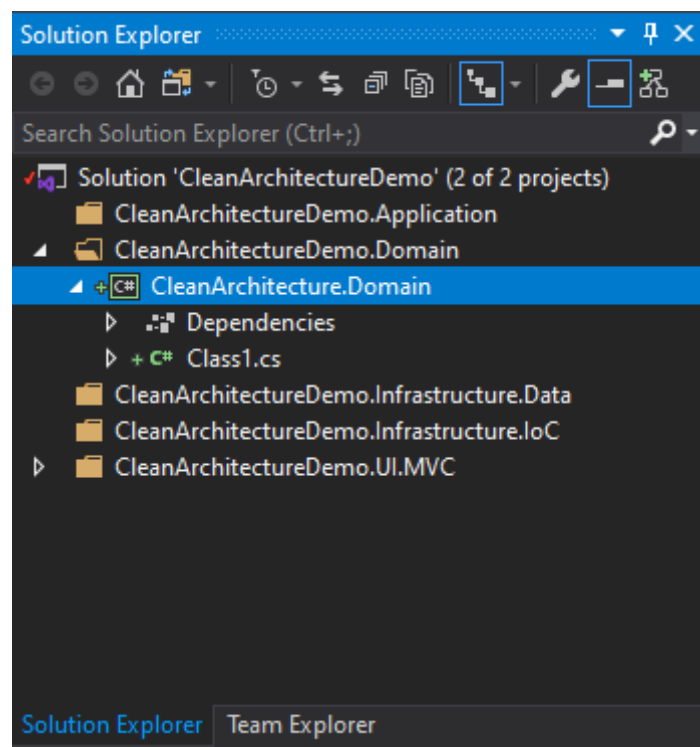 Solution Explorer
Search Solution Explorer (Ctrl+;)
Solution 'CleanArchitectureDemo' (2 of 2 projects)
CleanArchitectureDemo.Application
CleanArchitectureDemo.Domain
C# CleanArchitecture.Domain
Dependencies
C# Class1.cs
CleanArchitectureDemo.Infrastructure.Data
CleanArchitectureDemo.Infrastructure.IoC
CleanArchitectureDemo.UI.MVC
Solution Explorer Team Explorer